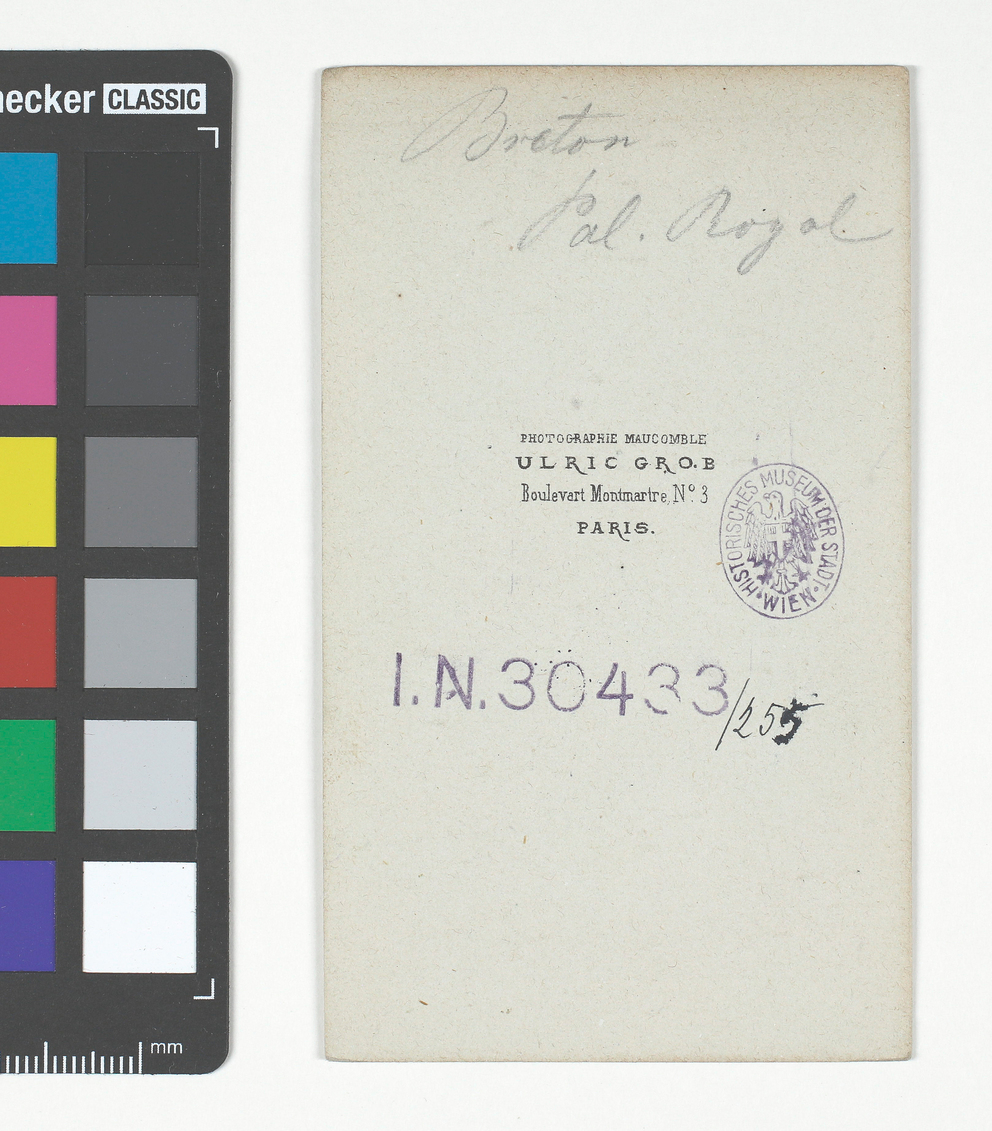 ecker CLASSIC
mm
Breton
Pal. Royal
PHOTOGRAPHIE MAUCOMBLE
ULRIC GROB
Boulevart Montmartre, Nº 3
PARIS.
HISTORISCHES MUSEUM DER STADT · WIEN ·
I.N.30433/255